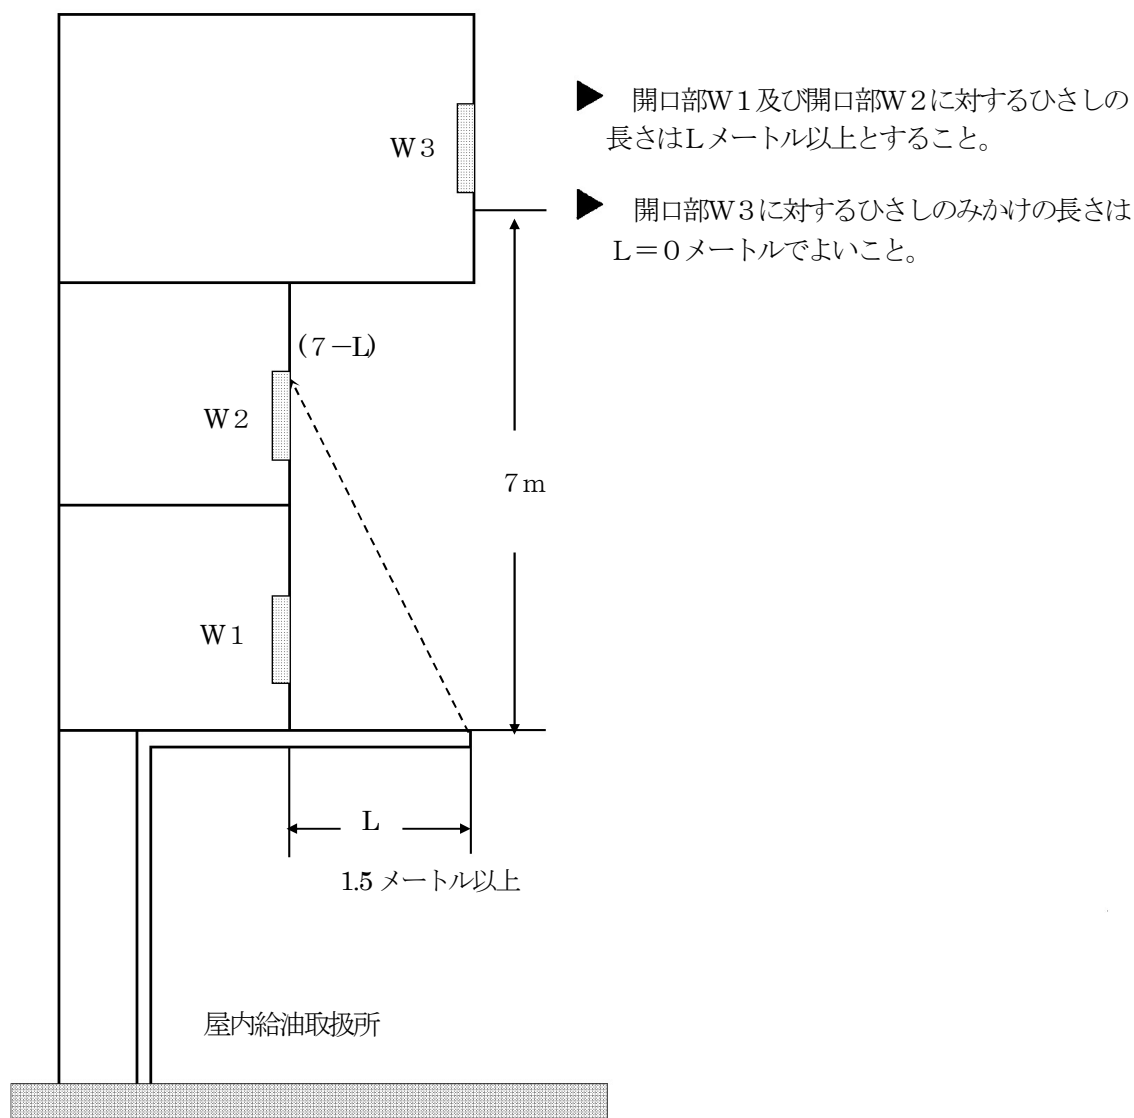 ▶ 開口部W1及び開口部W2に対するひさしの
長さはLメートル以上とすること。
W3
▶ 開口部W3に対するひさしのみかけの長さは
L=0メートルでよいこと。
(7-L)
W2
7m
W1
L
1.5メートル以上
屋内給油取扱所